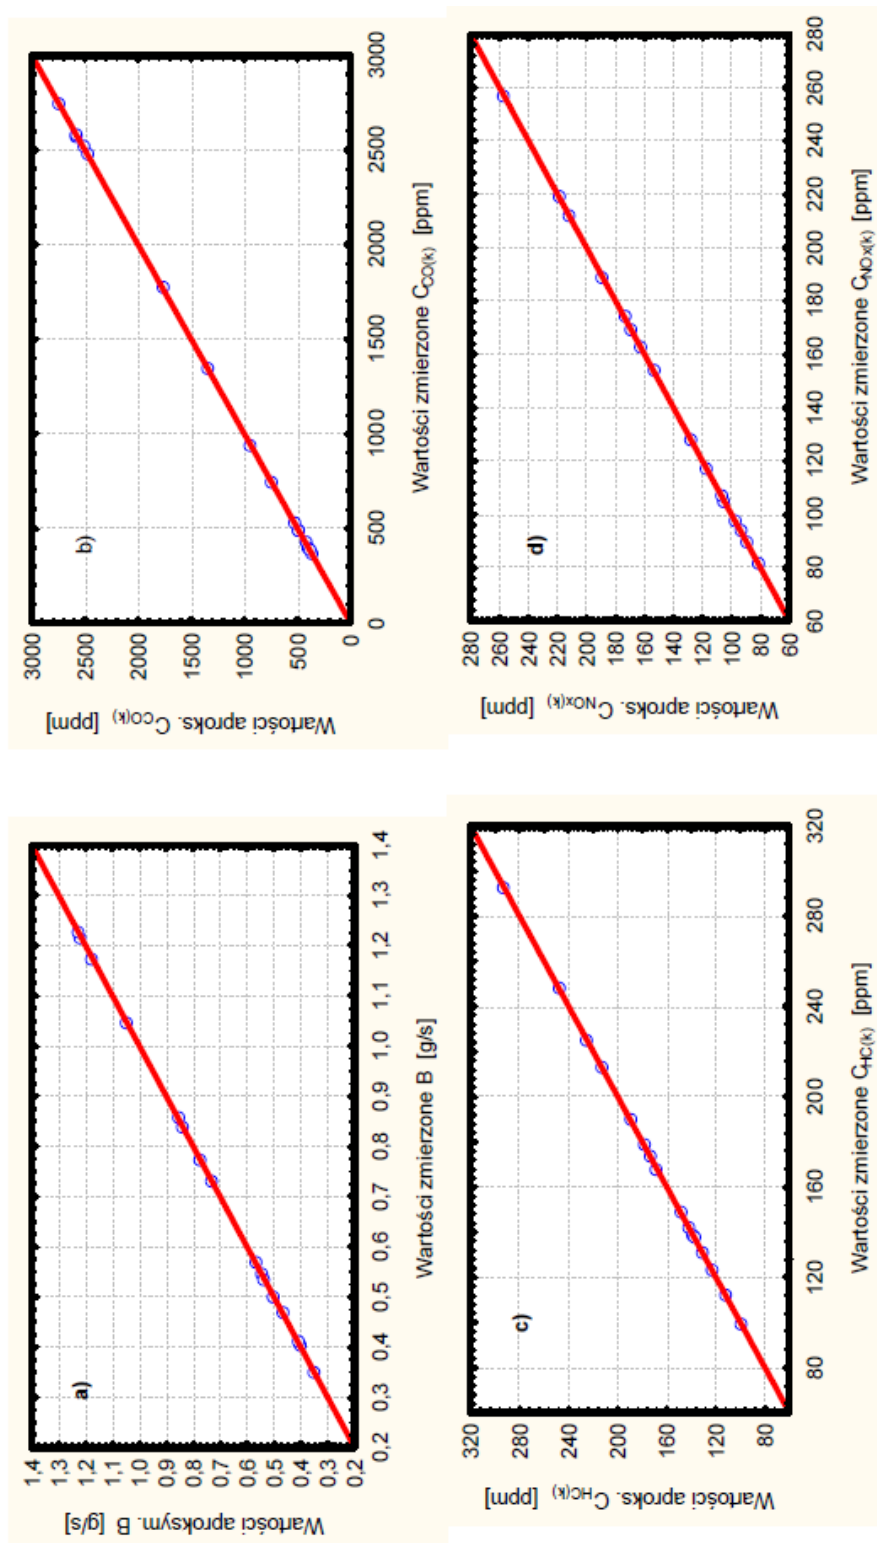 a)
Wartości aproksym. B [g/s]
1,4
1,3
1,2
1,1
1,0
0,9
0,8
0,7
0,6
0,5
0,4
0,3
0,2
0,2 0,3 0,4 0,5 0,6 0,7 0,8 0,9 1,0 1,1 1,2 1,3 1,4
Wartości zmierzone B [g/s]
b)
Wartości aproks. CCO(k) [ppm]
3000
2500
2000
1500
1000
500
0
0 500 1000 1500 2000 2500 3000
Wartości zmierzone CCO(k) [ppm]
c)
Wartości aproks. CHC(k) [ppm]
320
280
240
200
160
120
80
80 120 160 200 240 280 320
Wartości zmierzone CHC(k) [ppm]
d)
Wartości aproks. CNOx(k) [ppm]
280
260
240
220
200
180
160
140
120
100
80
60
60 80 100 120 140 160 180 200 220 240 260 280
Wartości zmierzone CNOx(k) [ppm]